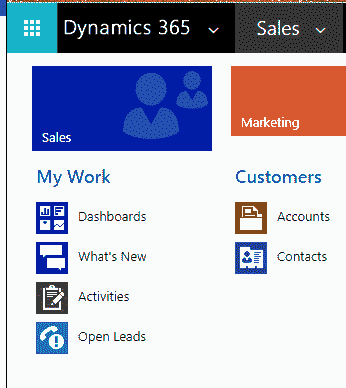 Dynamics 365 Sales
Sales Marketing
My Work Customers
Dashboards Accounts
What's New Contacts
Activities
Open Leads